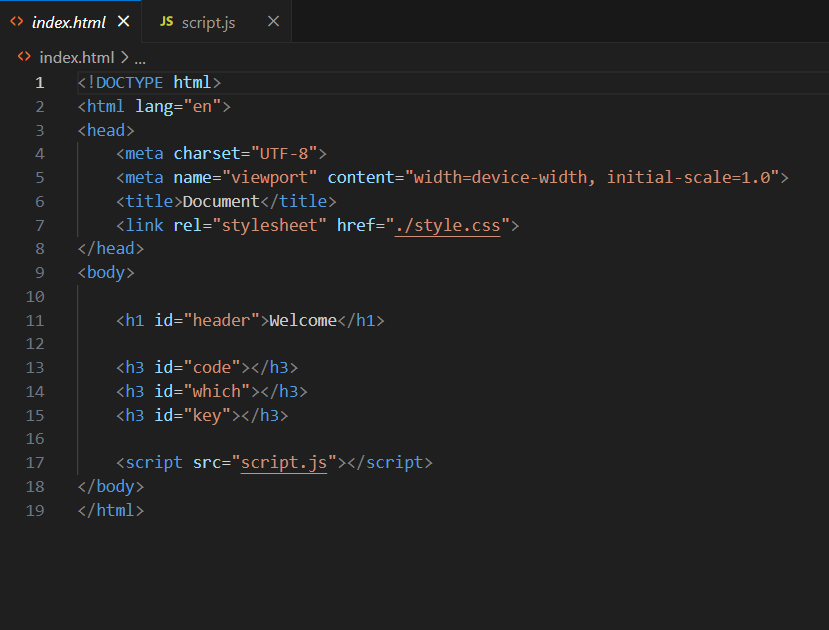 index.html
JS script.js
index.html > ...
1 <!DOCTYPE html>
2 <html lang="en">
3 <head>
4     <meta charset="UTF-8">
5     <meta name="viewport" content="width=device-width, initial-scale=1.0">
6     <title>Document</title>
7     <link rel="stylesheet" href="./style.css">
8 </head>
9 <body>
10
11     <h1 id="header">Welcome</h1>
12
13     <h3 id="code"></h3>
14     <h3 id="which"></h3>
15     <h3 id="key"></h3>
16
17     <script src="script.js"></script>
18 </body>
19 </html>